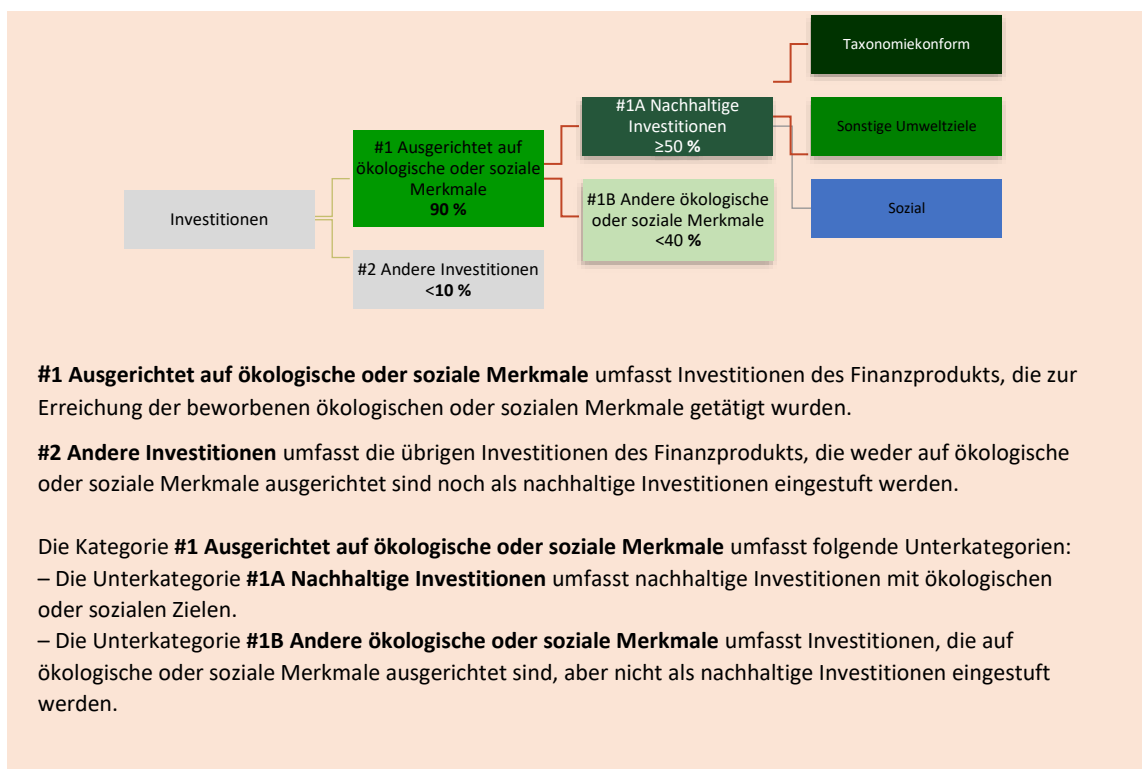 Taxonomiekonform
#1A Nachhaltige
Investitionen
≥50 %
Sonstige Umweltziele
#1 Ausgerichtet auf
ökologische oder soziale
Merkmale
90 %
#1B Andere ökologische
oder soziale Merkmale
<40 %
Sozial
Investitionen
#2 Andere Investitionen
<10 %
#1 Ausgerichtet auf ökologische oder soziale Merkmale umfasst Investitionen des Finanzprodukts, die zur
Erreichung der beworbenen ökologischen oder sozialen Merkmale getätigt wurden.
#2 Andere Investitionen umfasst die übrigen Investitionen des Finanzprodukts, die weder auf ökologische
oder soziale Merkmale ausgerichtet sind noch als nachhaltige Investitionen eingestuft werden.
Die Kategorie #1 Ausgerichtet auf ökologische oder soziale Merkmale umfasst folgende Unterkategorien:
– Die Unterkategorie #1A Nachhaltige Investitionen umfasst nachhaltige Investitionen mit ökologischen
oder sozialen Zielen.
– Die Unterkategorie #1B Andere ökologische oder soziale Merkmale umfasst Investitionen, die auf
ökologische oder soziale Merkmale ausgerichtet sind, aber nicht als nachhaltige Investitionen eingestuft
werden.